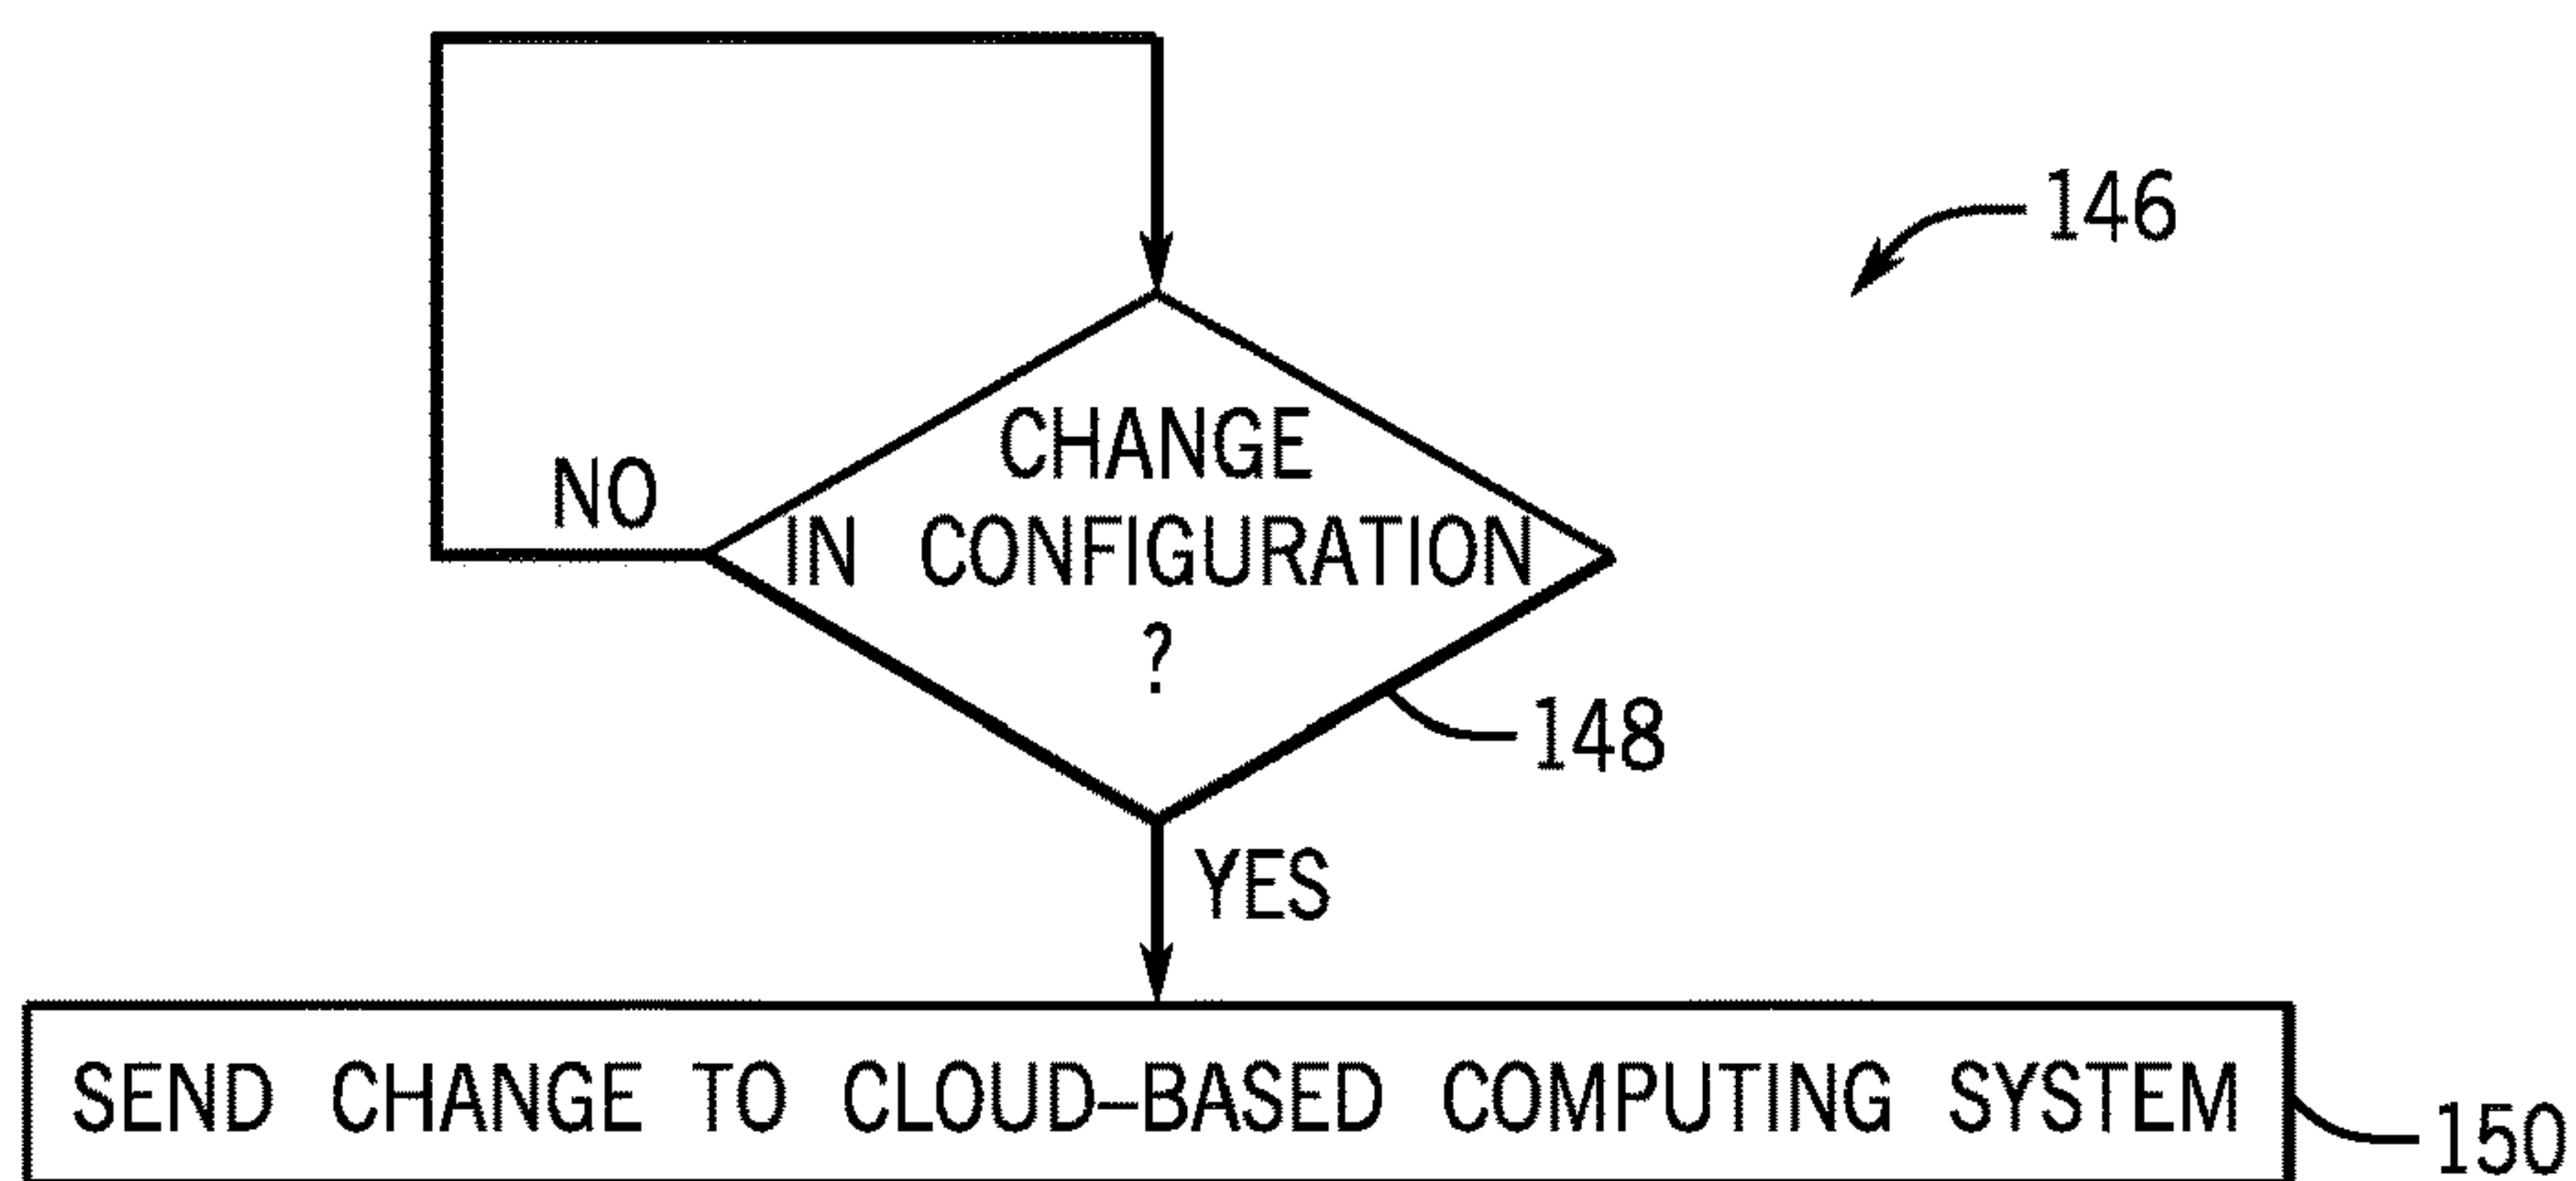 146
CHANGE
NO
IN CONFIGURATION
?
148
YES
SEND CHANGE TO CLOUD–BASED COMPUTING SYSTEM
150